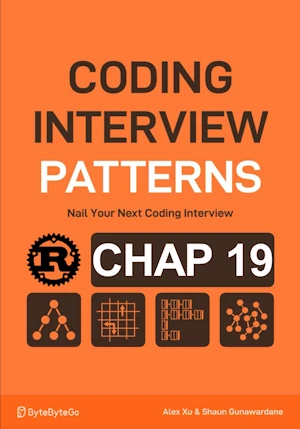 CODING
INTERVIEW
PATTERNS
Nail Your Next Coding Interview
R CHAP 19
ByteByteGo Alex Xu & Shaun Gunawardane